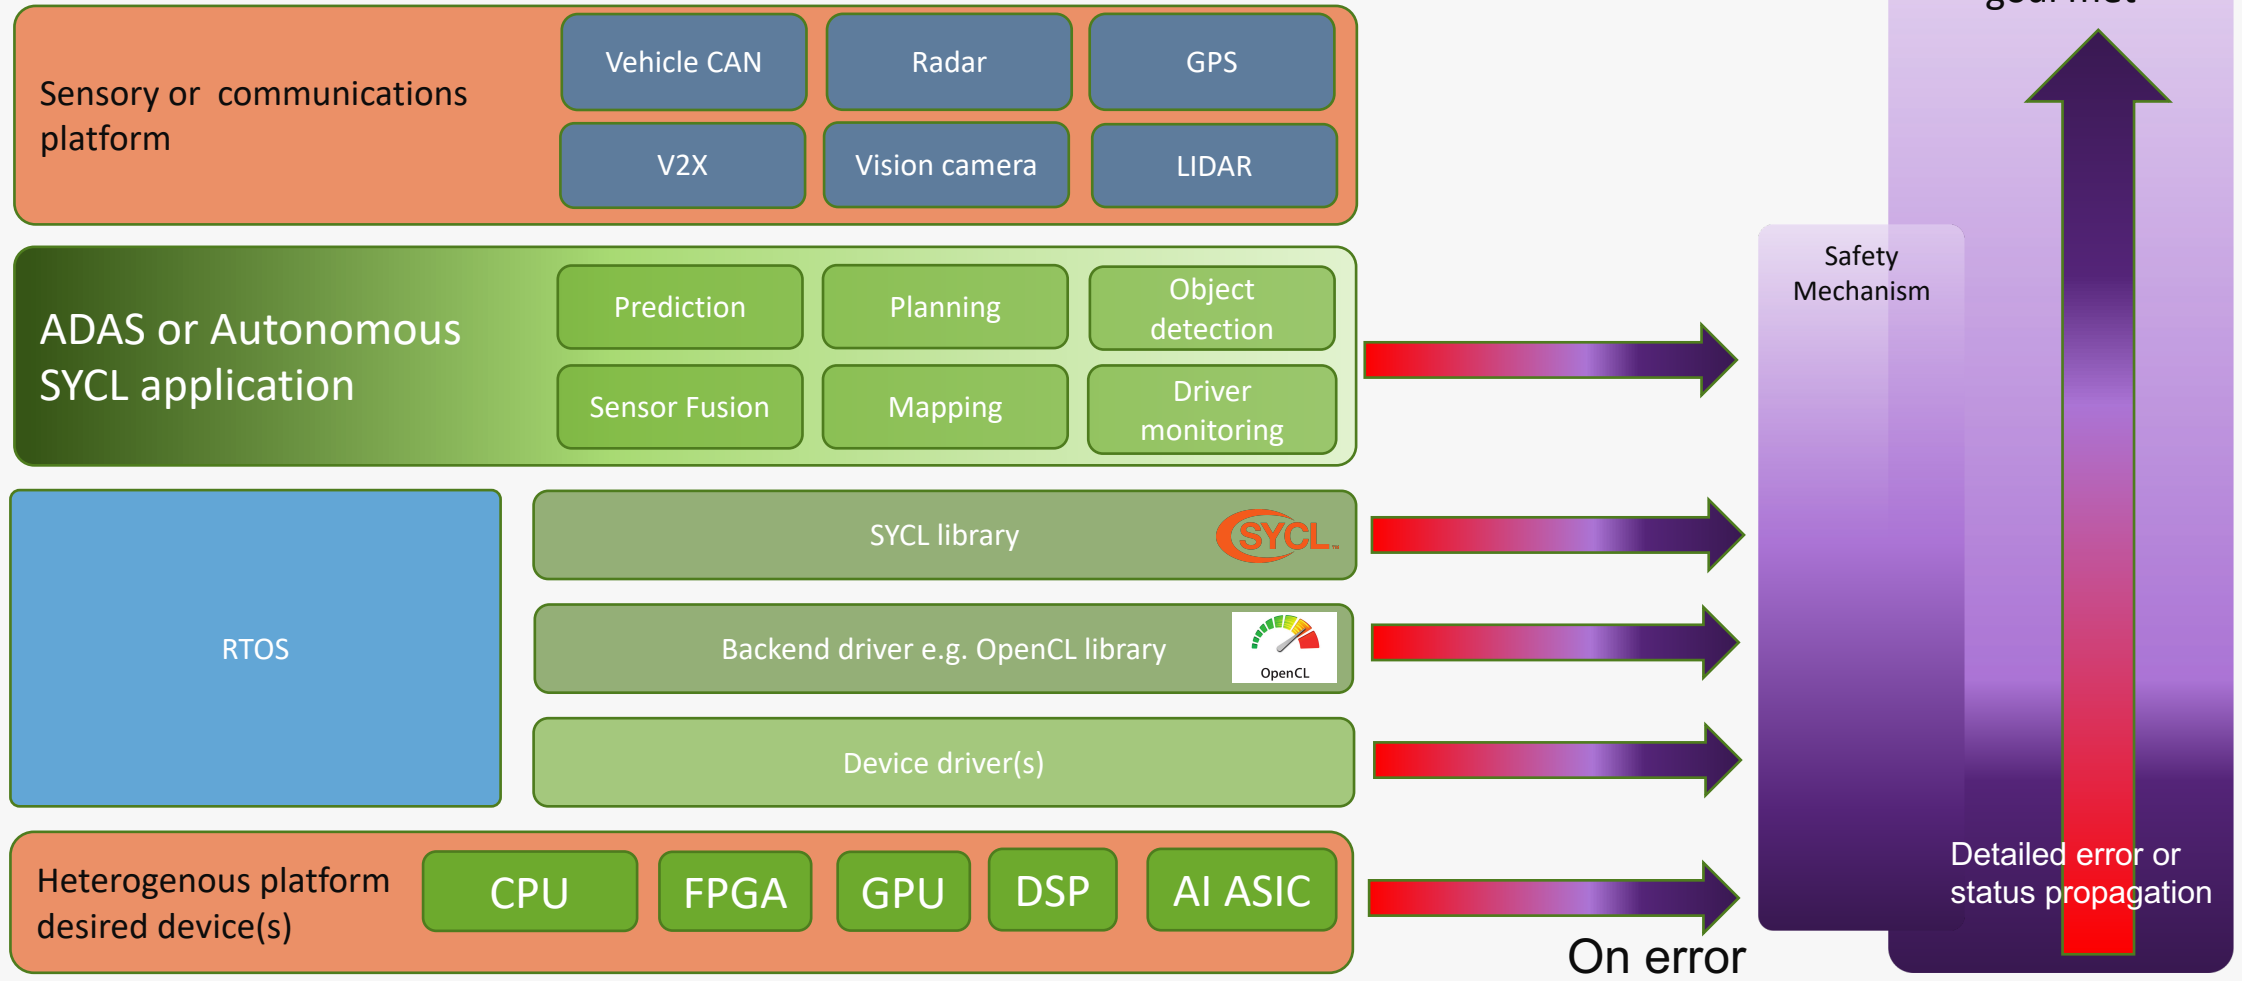 gourmet
Sensory or communications
platform
Vehicle CAN
Radar
GPS
V2X
Vision camera
LIDAR
Safety
Mechanism
ADAS or Autonomous
SYCL application
Prediction
Planning
Object
detection
Sensor Fusion
Mapping
Driver
monitoring
RTOS
SYCL library
SYCL™
Backend driver e.g. OpenCL library
OpenCL
Device driver(s)
Heterogenous platform
desired device(s)
CPU
FPGA
GPU
DSP
AI ASIC
Detailed error or
status propagation
On error